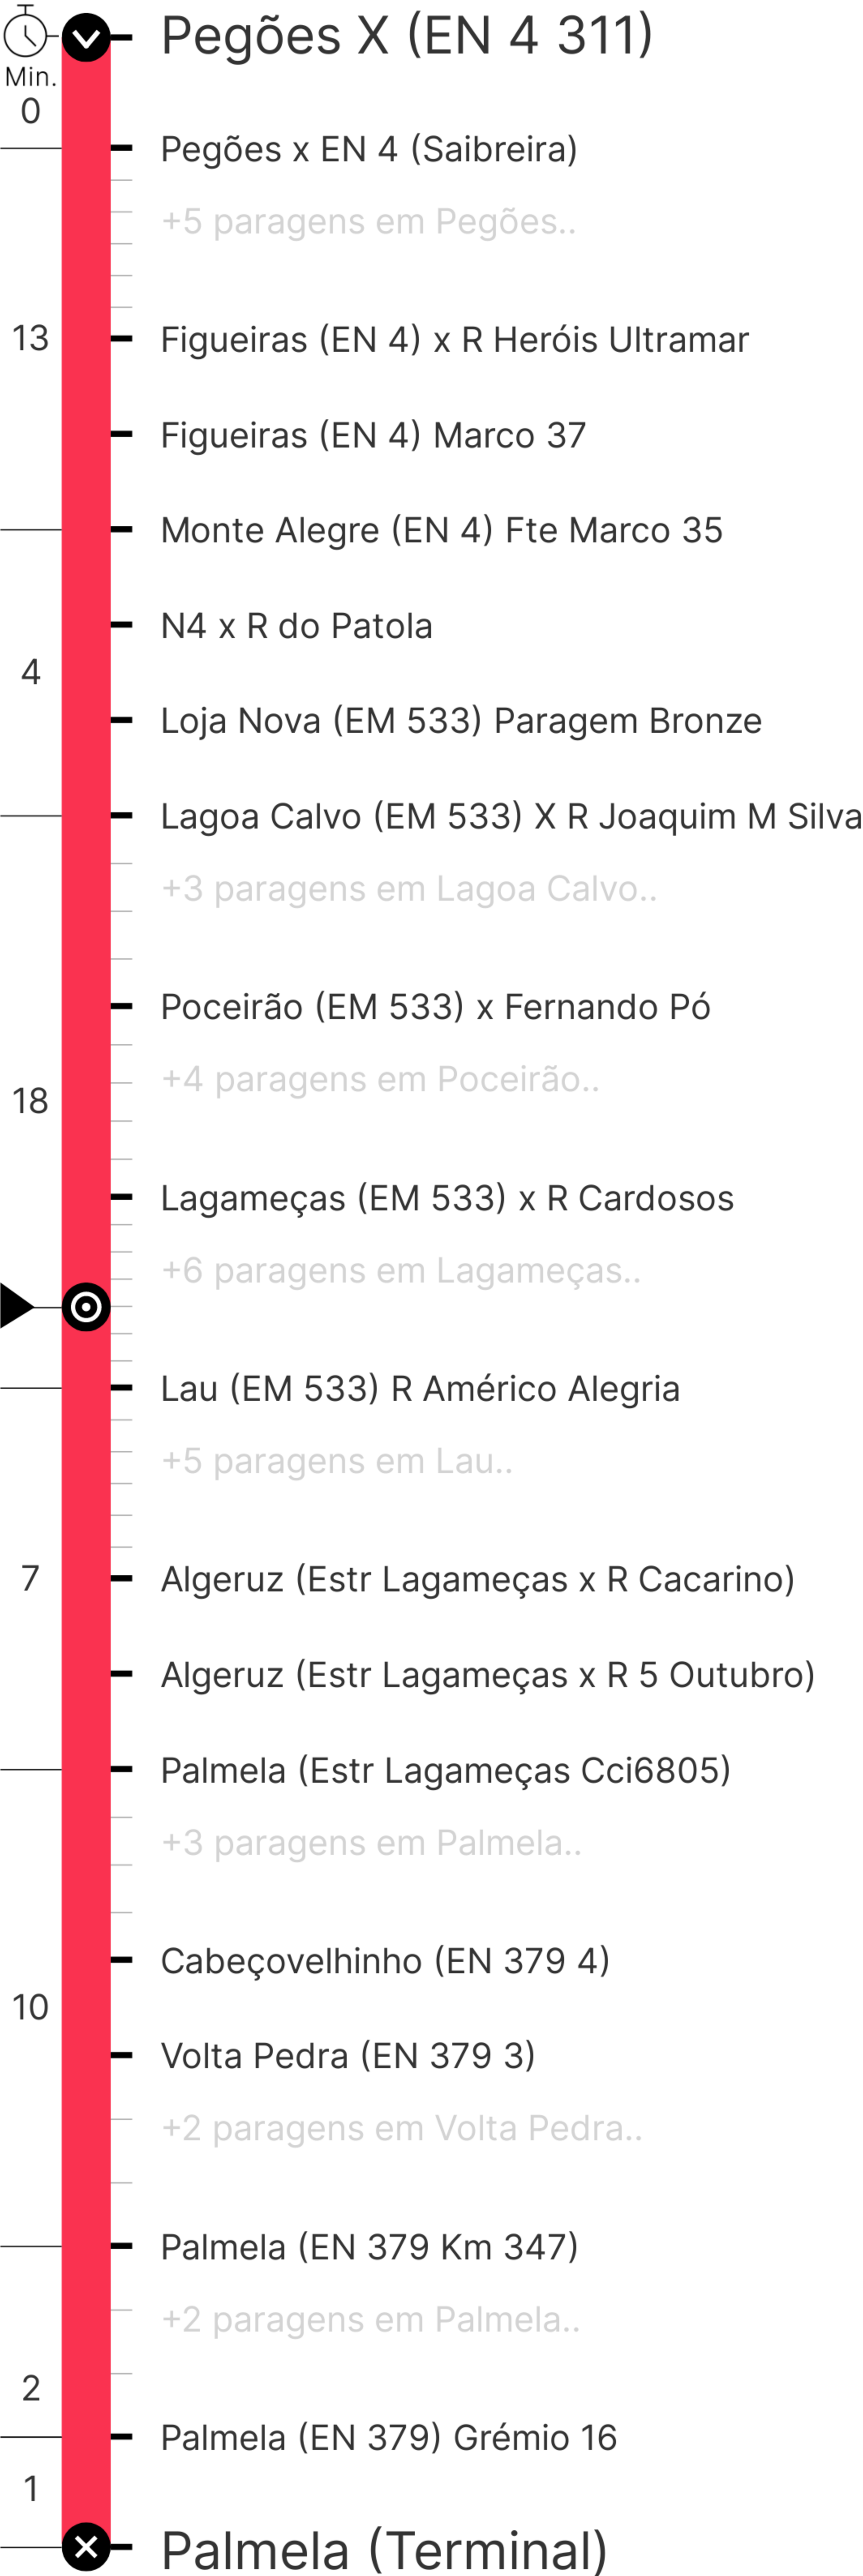 Pegões X (EN 4 311)
Min.
0
Pegões x EN 4 (Saibreira)
+5 paragens em Pegões..
13
Figueiras (EN 4) x R Heróis Ultramar
Figueiras (EN 4) Marco 37
Monte Alegre (EN 4) Fte Marco 35
N4 x R do Patola
4
Loja Nova (EM 533) Paragem Bronze
Lagoa Calvo (EM 533) X R Joaquim M Silva
+3 paragens em Lagoa Calvo..
Poceirão (EM 533) x Fernando Pó
+4 paragens em Poceirão..
18
Lagameças (EM 533) x R Cardosos
+6 paragens em Lagameças..
Lau (EM 533) R Américo Alegria
+5 paragens em Lau..
7
Algeruz (Estr Lagameças x R Cacarino)
Algeruz (Estr Lagameças x R 5 Outubro)
Palmela (Estr Lagameças Cci6805)
+3 paragens em Palmela..
Cabeçovelhinho (EN 379 4)
10
Volta Pedra (EN 379 3)
+2 paragens em Volta Pedra..
Palmela (EN 379 Km 347)
+2 paragens em Palmela..
2
Palmela (EN 379) Grémio 16
1
Palmela (Terminal)